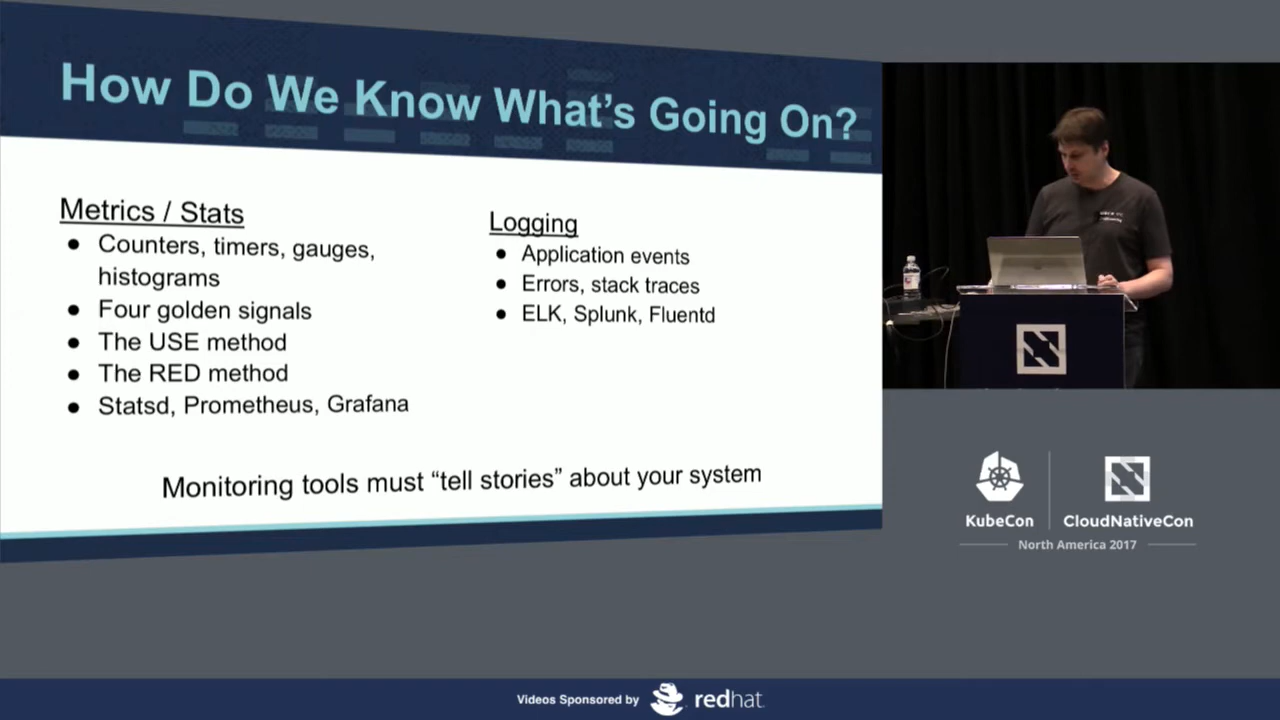 How Do We Know What's Going On?
Metrics / Stats
● Counters, timers, gauges,
histograms
● Four golden signals
● The USE method
● The RED method
● Statsd, Prometheus, Grafana
Logging
● Application events
● Errors, stack traces
● ELK, Splunk, Fluentd
Monitoring tools must “tell stories” about your system
KubeCon
CloudNativeCon
North America 2017
Videos Sponsored by
redhat.